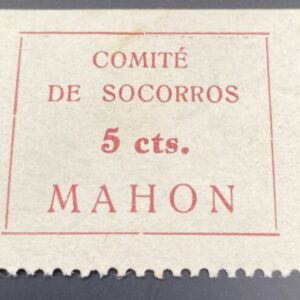 COMITÉ
DE SOCORROS
5 cts.
MAHON